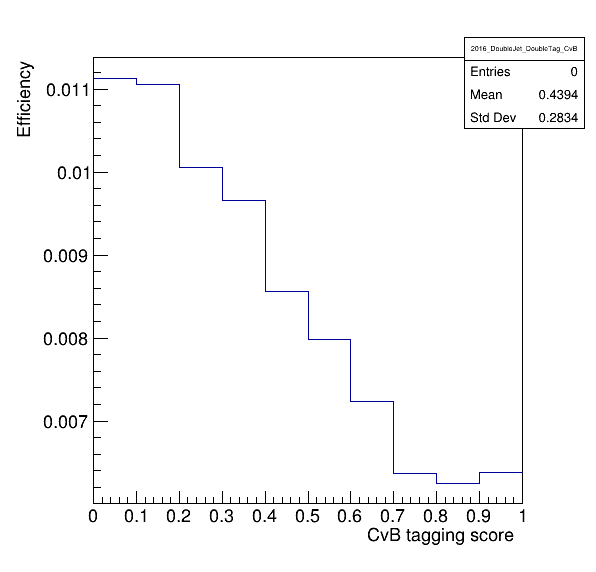 2016_DoubleJet_DoubleTag_CvB
Entries 0
Mean 0.4394
Std Dev 0.2834
Efficiency
0.011
0.01
0.009
0.008
0.007
0 0.1 0.2 0.3 0.4 0.5 0.6 0.7 0.8 0.9 1
CvB tagging score